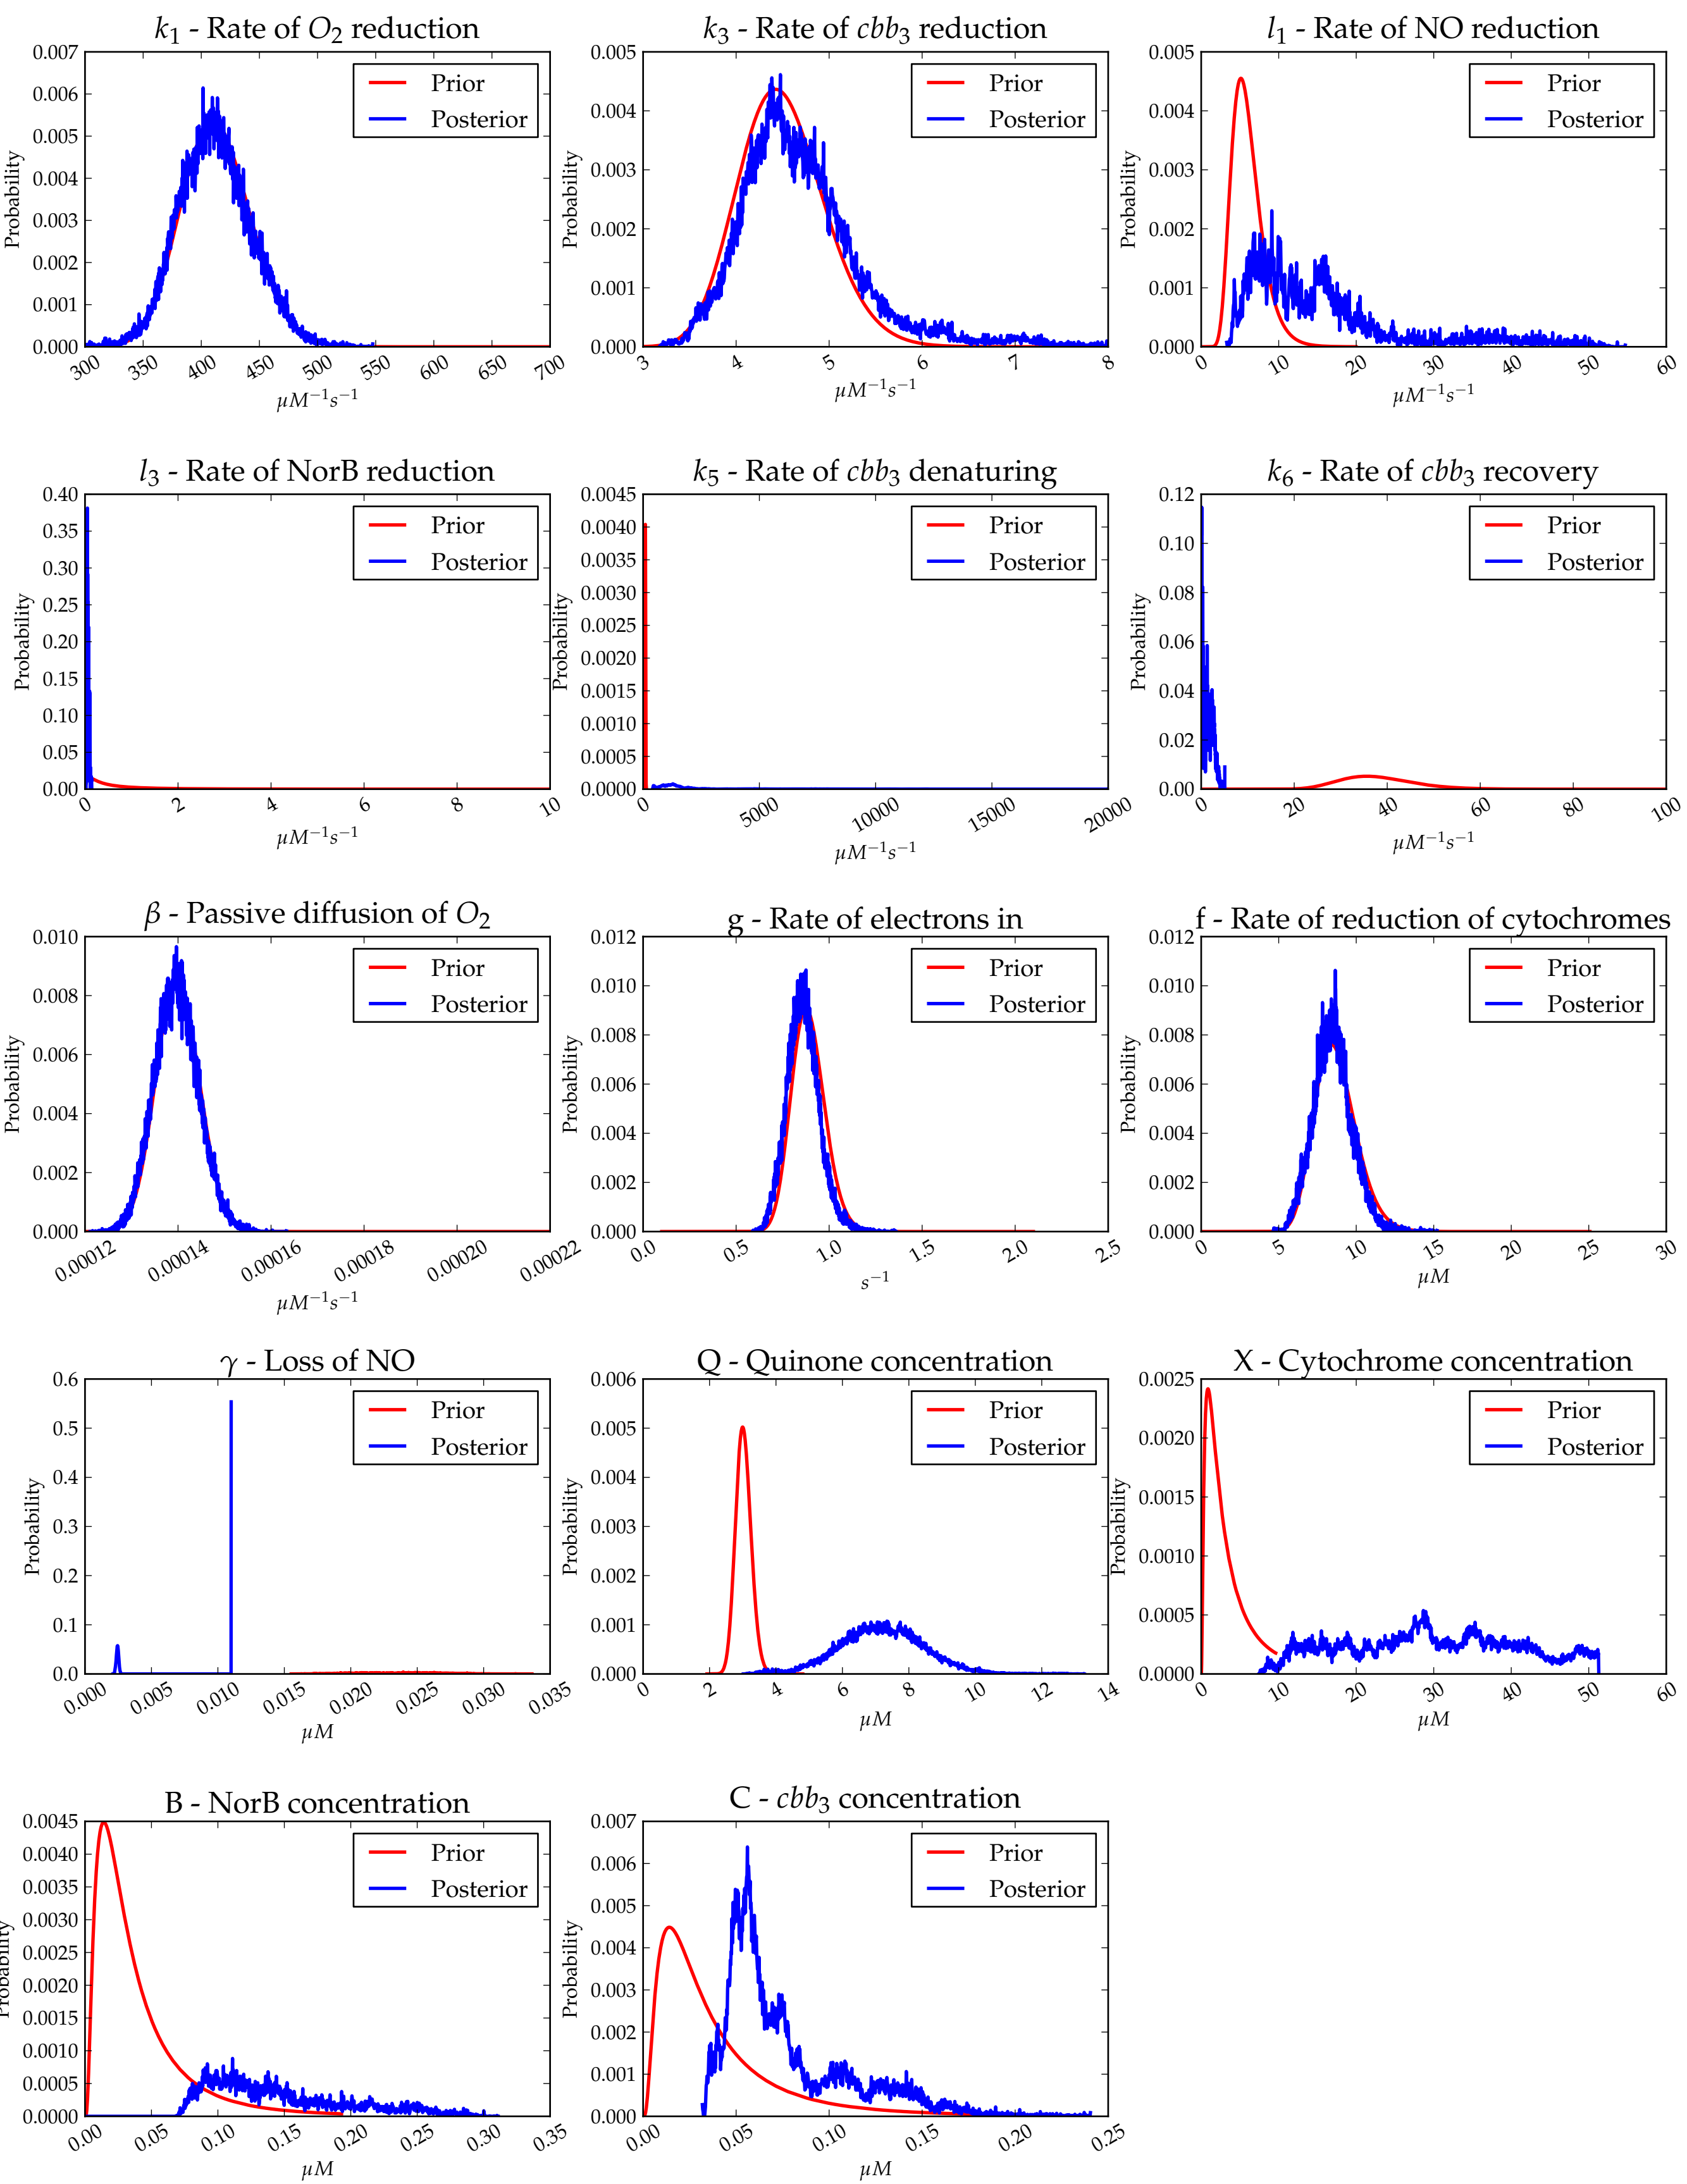 k₁ - Rate of O₂ reduction
k₃ - Rate of cbb₃ reduction
l₁ - Rate of NO reduction
0.007
0.006
0.005
0.004
0.003
0.002
0.001
0.000
Probability
Prior
Posterior
300 350 400 450 500 550 600 650 700
μM⁻¹s⁻¹
0.005
0.004
0.003
0.002
0.001
0.000
Probability
Prior
Posterior
3 4 5 6 7 8
μM⁻¹s⁻¹
0.005
0.004
0.003
0.002
0.001
0.000
Probability
Prior
Posterior
0 10 20 30 40 50 60
μM⁻¹s⁻¹
l₃ - Rate of NorB reduction
k₅ - Rate of cbb₃ denaturing
k₆ - Rate of cbb₃ recovery
0.40
0.35
0.30
0.25
0.20
0.15
0.10
0.05
0.00
Probability
Prior
Posterior
0 2 4 6 8 10
μM⁻¹s⁻¹
0.0045
0.0040
0.0035
0.0030
0.0025
0.0020
0.0015
0.0010
0.0005
0.0000
Probability
Prior
Posterior
0 5000 10000 15000 20000
μM⁻¹s⁻¹
0.12
0.10
0.08
0.06
0.04
0.02
0.00
Probability
Prior
Posterior
0 20 40 60 80 100
μM⁻¹s⁻¹
β - Passive diffusion of O₂
g - Rate of electrons in
f - Rate of reduction of cytochromes
0.010
0.008
0.006
0.004
0.002
0.000
Probability
Prior
Posterior
0.00012 0.00014 0.00016 0.00018 0.00020 0.00022
μM⁻¹s⁻¹
0.012
0.010
0.008
0.006
0.004
0.002
0.000
Probability
Prior
Posterior
0.0 0.5 1.0 1.5 2.0 2.5
s⁻¹
0.012
0.010
0.008
0.006
0.004
0.002
0.000
Probability
Prior
Posterior
0 5 10 15 20 25 30
μM
γ - Loss of NO
Q - Quinone concentration
X - Cytochrome concentration
0.6
0.5
0.4
0.3
0.2
0.1
0.0
Probability
Prior
Posterior
0.000 0.005 0.010 0.015 0.020 0.025 0.030 0.035
μM
0.006
0.005
0.004
0.003
0.002
0.001
0.000
Probability
Prior
Posterior
0 2 4 6 8 10 12 14
μM
0.0025
0.0020
0.0015
0.0010
0.0005
0.0000
Probability
Prior
Posterior
0 10 20 30 40 50 60
μM
B - NorB concentration
C - cbb₃ concentration
0.0045
0.0040
0.0035
0.0030
0.0025
0.0020
0.0015
0.0010
0.0005
0.0000
Probability
Prior
Posterior
0.00 0.05 0.10 0.15 0.20 0.25 0.30 0.35
μM
0.007
0.006
0.005
0.004
0.003
0.002
0.001
0.000
Probability
Prior
Posterior
0.00 0.05 0.10 0.15 0.20 0.25
μM